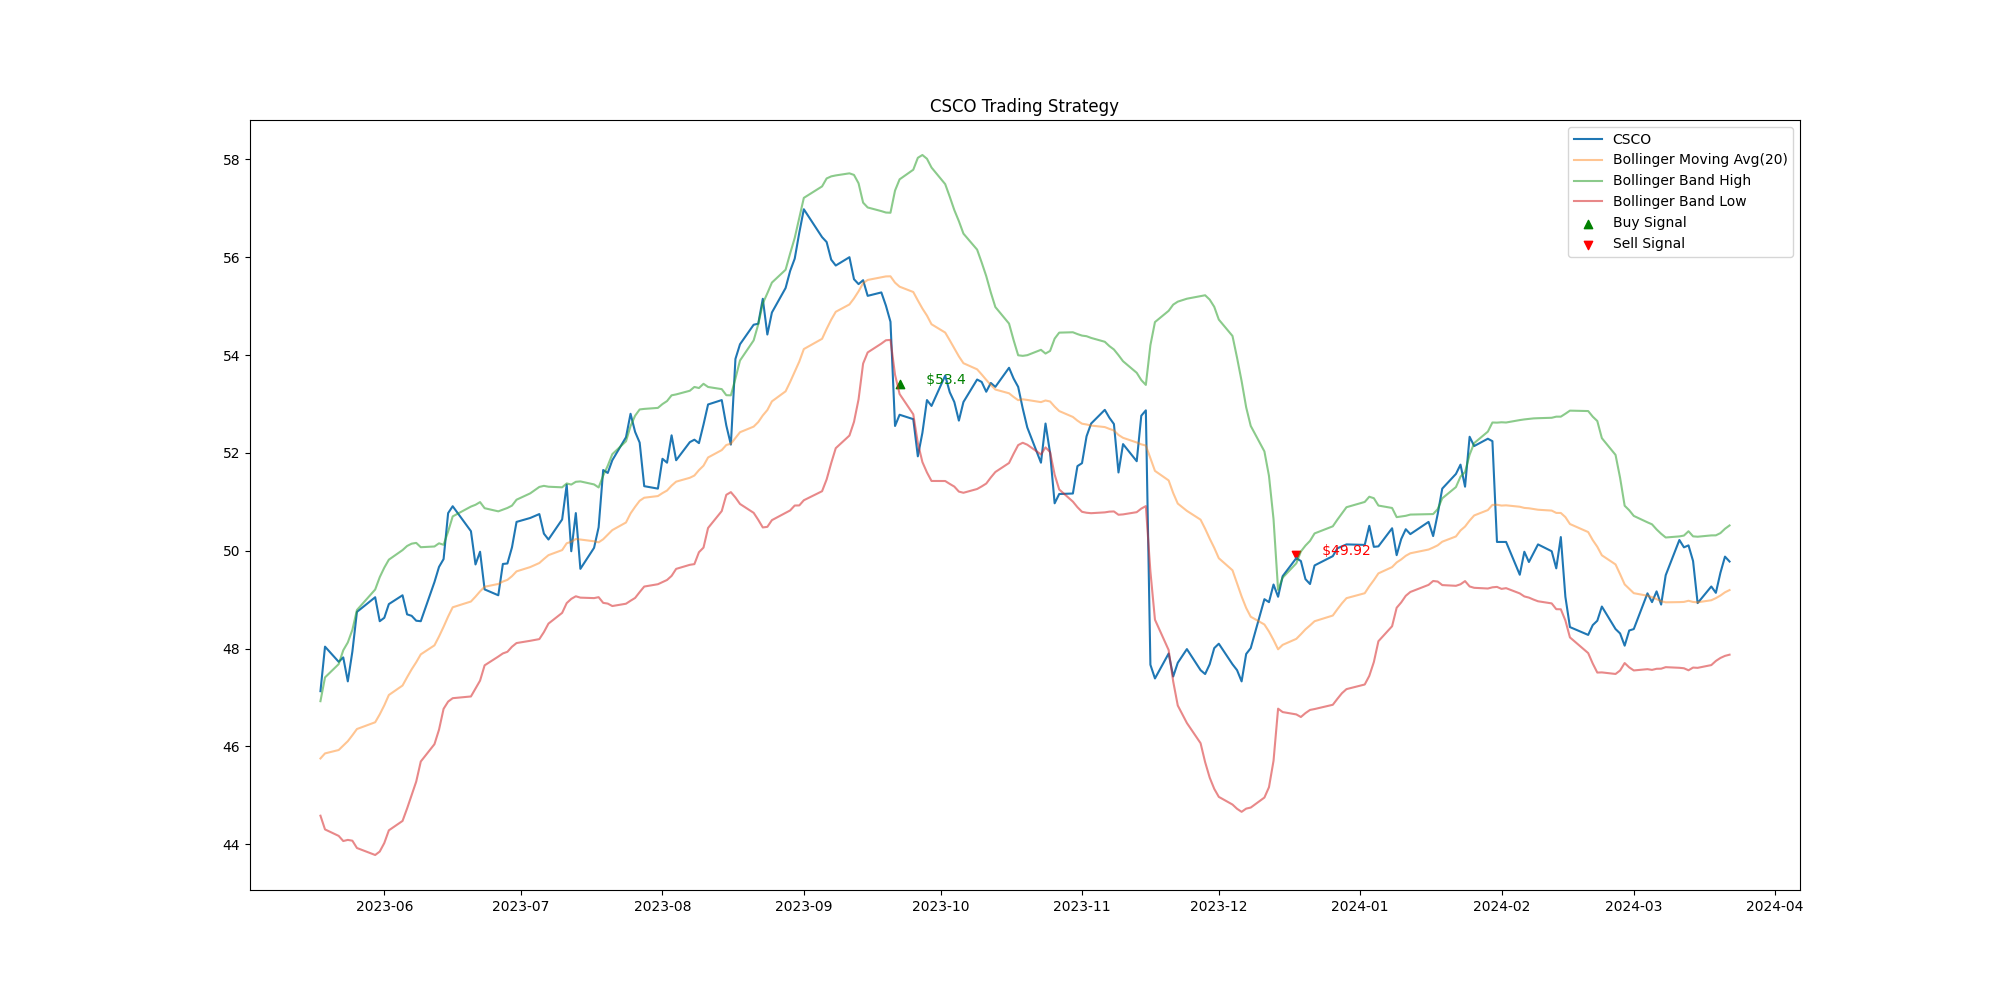 CSCO Trading Strategy
CSCO
Bollinger Moving Avg(20)
Bollinger Band High
Bollinger Band Low
Buy Signal
Sell Signal
58
56
54
52
50
48
46
44
$53.4
$49.92
2023-06 2023-07 2023-08 2023-09 2023-10 2023-11 2023-12 2024-01 2024-02 2024-03 2024-04